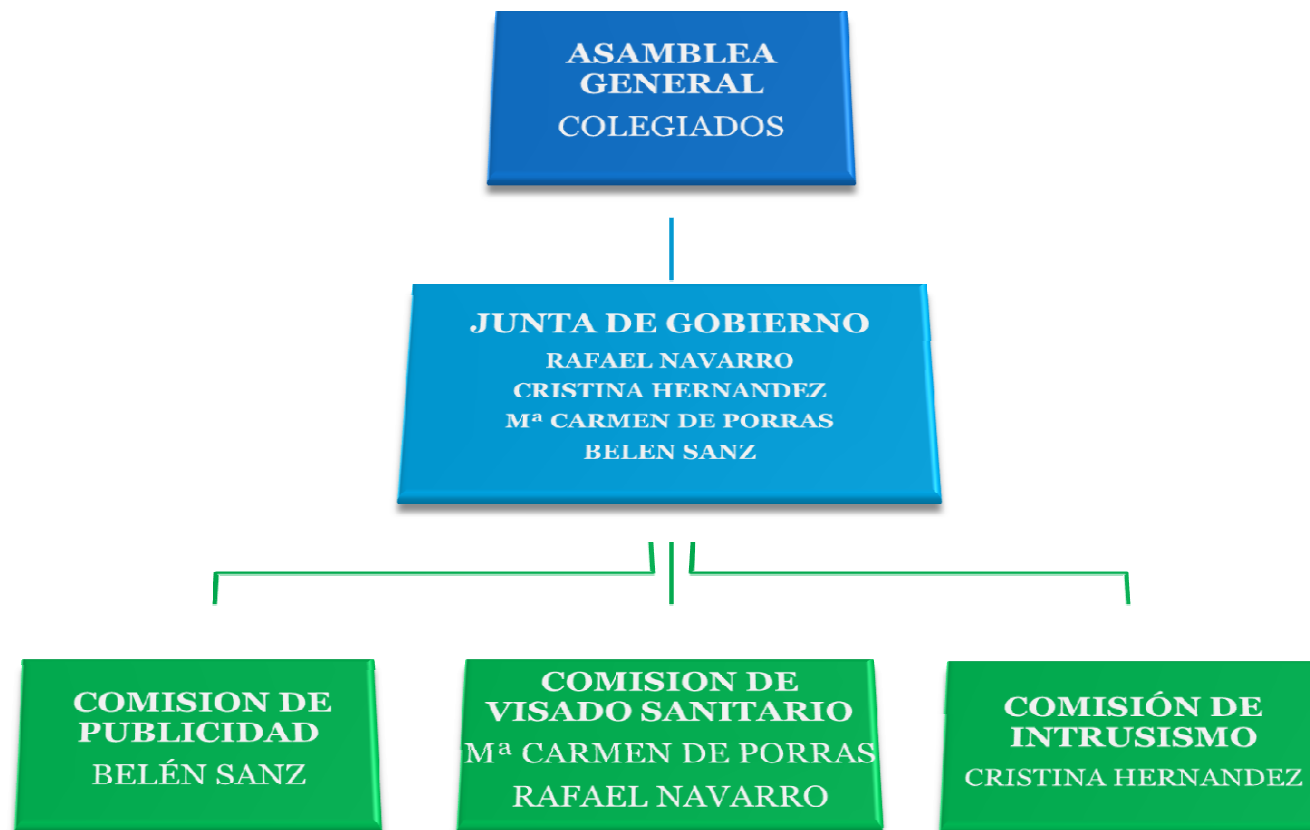 ASAMBLEA
GENERAL
COLEGIADOS
JUNTA DE GOBIERNO
RAFAEL NAVARRO
CRISTINA HERNANDEZ
Mª CARMEN DE PORRAS
BELEN SANZ
COMISION DE
PUBLICIDAD
BELÉN SANZ
COMISION DE
VISADO SANITARIO
Mª CARMEN DE PORRAS
RAFAEL NAVARRO
COMISIÓN DE
INTRUSISMO
CRISTINA HERNANDEZ